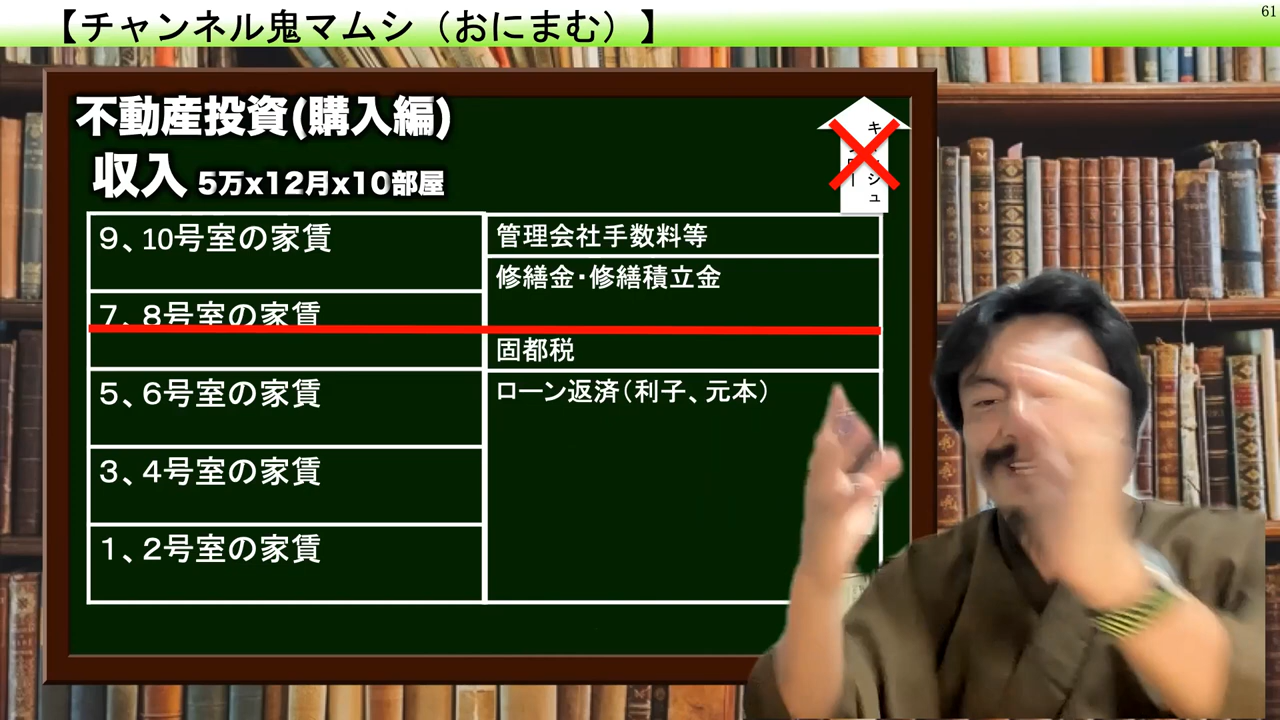 【チャンネル鬼マムシ（おにまむ）】
61
不動産投資(購入編)
収入 5万x12月x10部屋
9、10号室の家賃
7、8号室の家賃
5、6号室の家賃
3、4号室の家賃
1、2号室の家賃
管理会社手数料等
修繕金・修繕積立金
固都税
ローン返済（利子、元本）